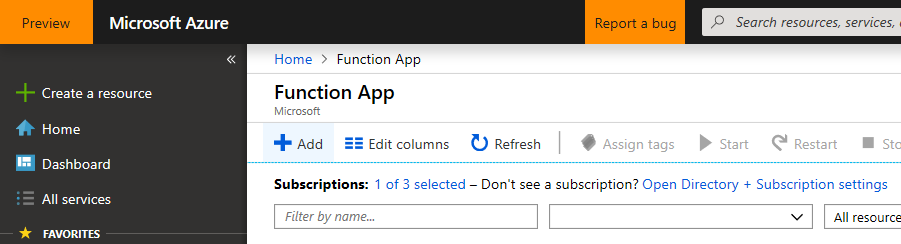 Preview
Microsoft Azure
Report a bug
Search resources, services,
«
Create a resource
Home
Dashboard
All services
FAVORITES
Home > Function App
Function App
Microsoft
Add
Edit columns
Refresh
Assign tags
Start
Restart
Subscriptions: 1 of 3 selected – Don't see a subscription? Open Directory + Subscription settings
Filter by name...
All resource